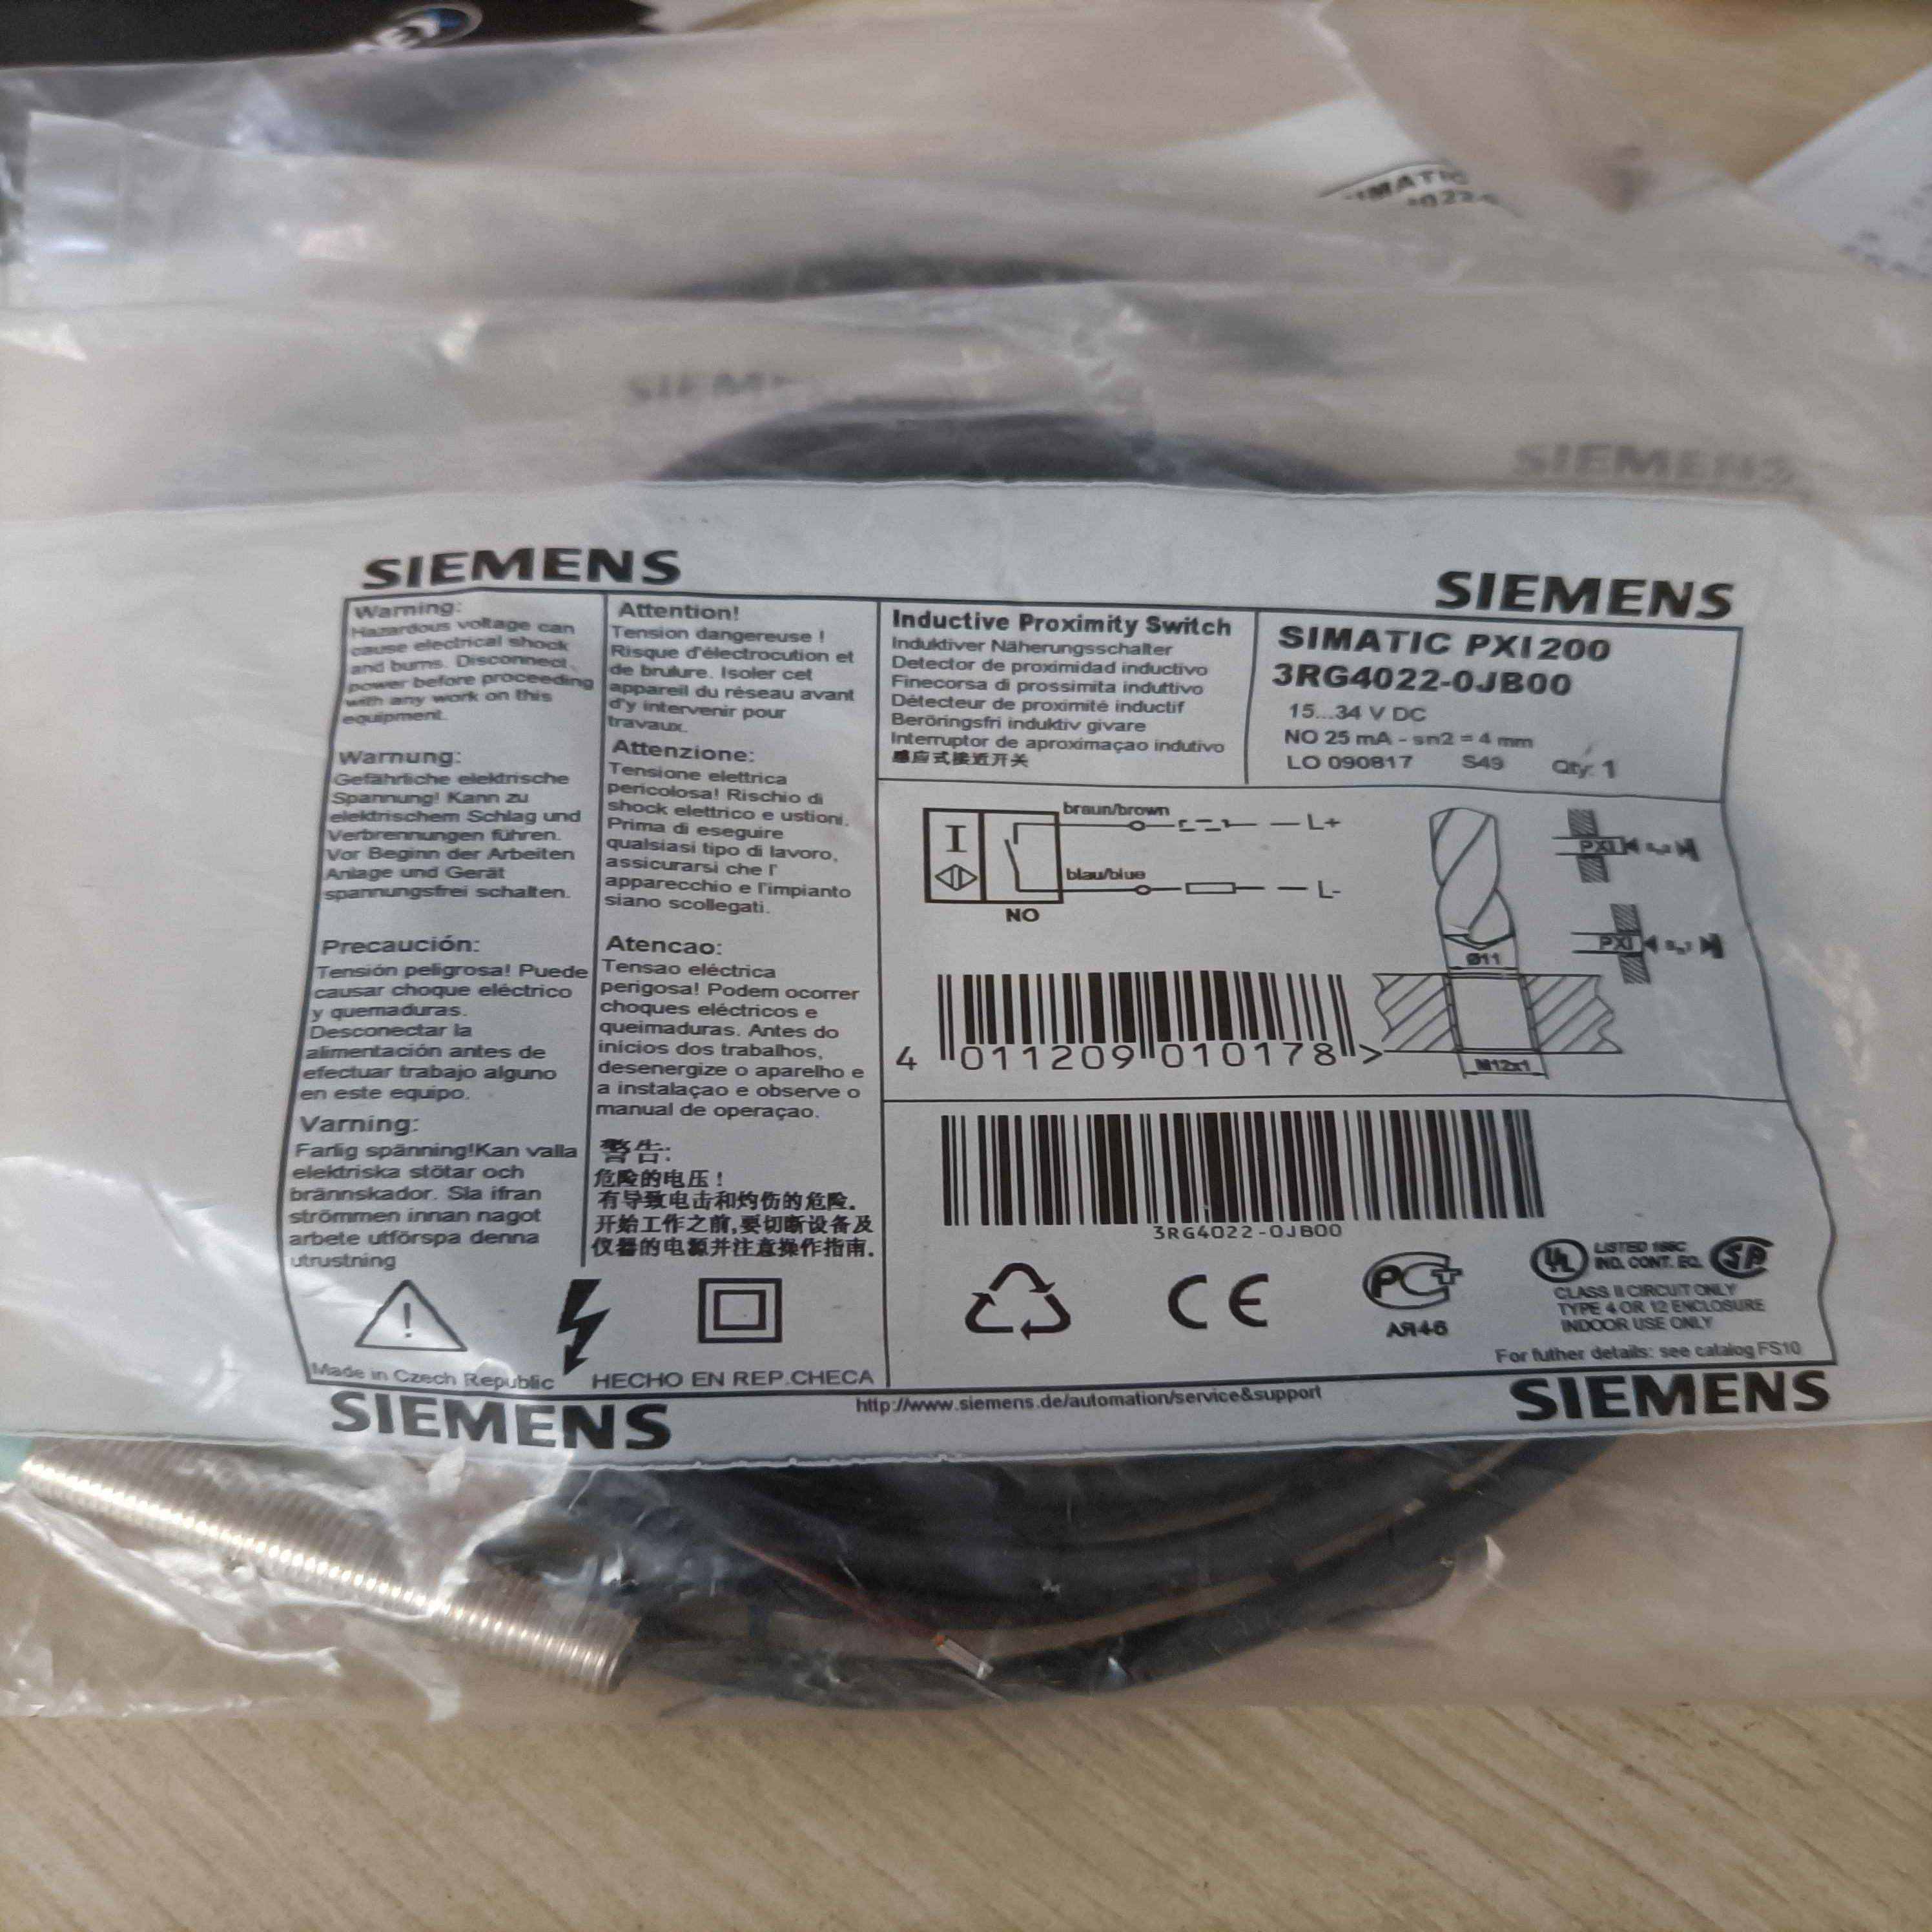 SIMATIC
SIEME
SIEMENS
SIEMENS
SIEMENS
Warning:
Hazardous voltage can
cause electrical shock
and burns. Disconnect
power before proceeding
with any work on this
equipment.
Warnung:
Gefährliche elektrische
Spannung! Kann zu
elektrischem Schlag und
Verbrennungen führen.
Vor Beginn der Arbeiten
Anlage und Gerät
spannungsfrei schalten.
Precaución:
Tensión peligrosa! Puede
causar choque eléctrico
y quemaduras.
Desconectar la
alimentación antes de
efectuar trabajo alguno
en este equipo.
Varning:
Farlig spänning!Kan valla
elektriska stötar och
brännskador. Sla ifran
strömmen innan nagot
arbete utförspa denna
utrustning
Attention!
Tension dangereuse !
Risque d'électrocution et
de brulure. Isoler cet
appareil du réseau avant
d'y intervenir pour
travaux.
Attenzione:
Tensione elettrica
pericolosa! Rischio di
shock elettrico e ustioni.
Prima di eseguire
qualsiasi tipo di lavoro,
assicurarsi che l'
apparecchio e l'impianto
siano scollegati.
Atencao:
Tensao eléctrica
perigosa! Podem ocorrer
choques eléctricos e
queimaduras. Antes do
inicios dos trabalhos,
desenergize o aparelho e
a instalaçao e observe o
manual de operaçao.
警告:
危险的电压！
有导致电击和灼伤的危险.
开始工作之前,要切断设备及
仪器的电源并注意操作指南.
Made in Czech Republic
HECHO EN REP.CHECA
Inductive Proximity Switch
Induktiver Näherungsschalter
Detector de proximidad inductivo
Finecorsa di prossimita induttivo
Détecteur de proximité inductif
Beröringsfri induktiv givare
Interruptor de aproximaçao indutivo
感应式接近开关
SIMATIC PXI200
3RG4022-0JB00
15...34 V DC
NO 25 mA - sn2 = 4 mm
LO 090817 S49 Qty: 1
braun/brown
L+
blau/blue
L-
NO
PXI
PXI
Ø11
M12x1
4 011209 010178 >
3RG4022-0JB00
CE
PCT
АЯ46
UL
LISTED 166C
IND. CONT. EQ.
CLASS II CIRCUIT ONLY
TYPE 4 OR 12 ENCLOSURE
INDOOR USE ONLY
For futher details: see catalog FS10
http://www.siemens.de/automation/service&support
SIEMENS
SIEMENS